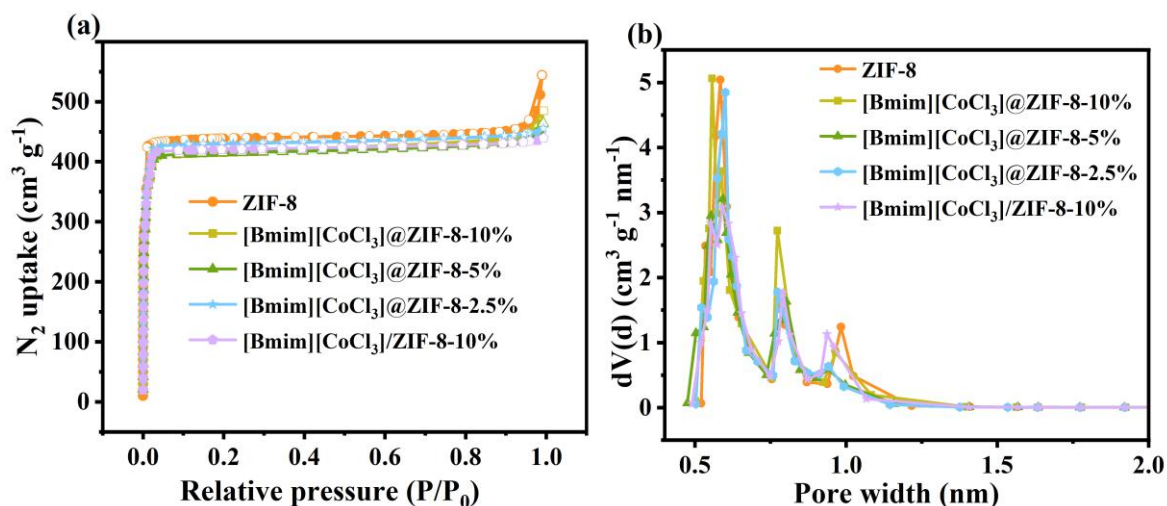 (a)
N₂ uptake (cm³ g⁻¹)
500
400
300
200
100
0
ZIF-8
[Bmim][CoCl₃]@ZIF-8-10%
[Bmim][CoCl₃]@ZIF-8-5%
[Bmim][CoCl₃]@ZIF-8-2.5%
[Bmim][CoCl₃]/ZIF-8-10%
0.0 0.2 0.4 0.6 0.8 1.0
Relative pressure (P/P₀)
(b)
dV(d) (cm³ g⁻¹ nm⁻¹)
5
4
3
2
1
0
ZIF-8
[Bmim][CoCl₃]@ZIF-8-10%
[Bmim][CoCl₃]@ZIF-8-5%
[Bmim][CoCl₃]@ZIF-8-2.5%
[Bmim][CoCl₃]/ZIF-8-10%
0.5 1.0 1.5 2.0
Pore width (nm)